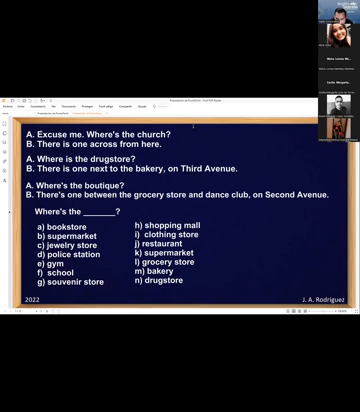 A. Excuse me. Where's the church?
B. There is one across from here.
A. Where is the drugstore?
B. There is one next to the bakery, on Third Avenue.
A. Where's the boutique?
B. There's one between the grocery store and dance club, on Second Avenue.
Where's the _______?
a) bookstore
b) supermarket
c) jewelry store
d) police station
e) gym
f) school
g) souvenir store
h) shopping mall
i) clothing store
j) restaurant
k) supermarket
l) grocery store
m) bakery
n) drugstore
2022
J. A. Rodríguez